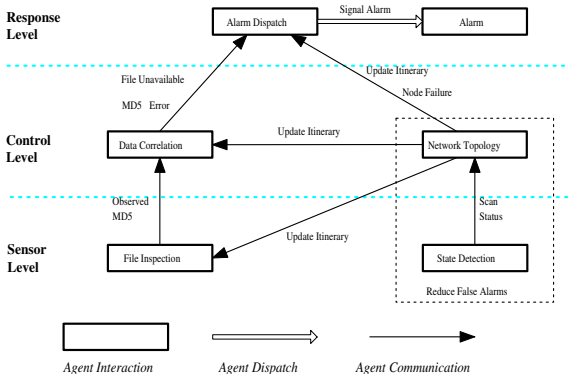 Response
Level
Alarm Dispatch
Signal Alarm
Alarm
File Unavailable
MD5 Error
Update Itinerary
Node Failure
Control
Level
Data Correlation
Update Itinerary
Network Topology
Observed
MD5
Scan
Status
Update Itinerary
Sensor
Level
File Inspection
State Detection
Reduce False Alarms
Agent Interaction
Agent Dispatch
Agent Communication